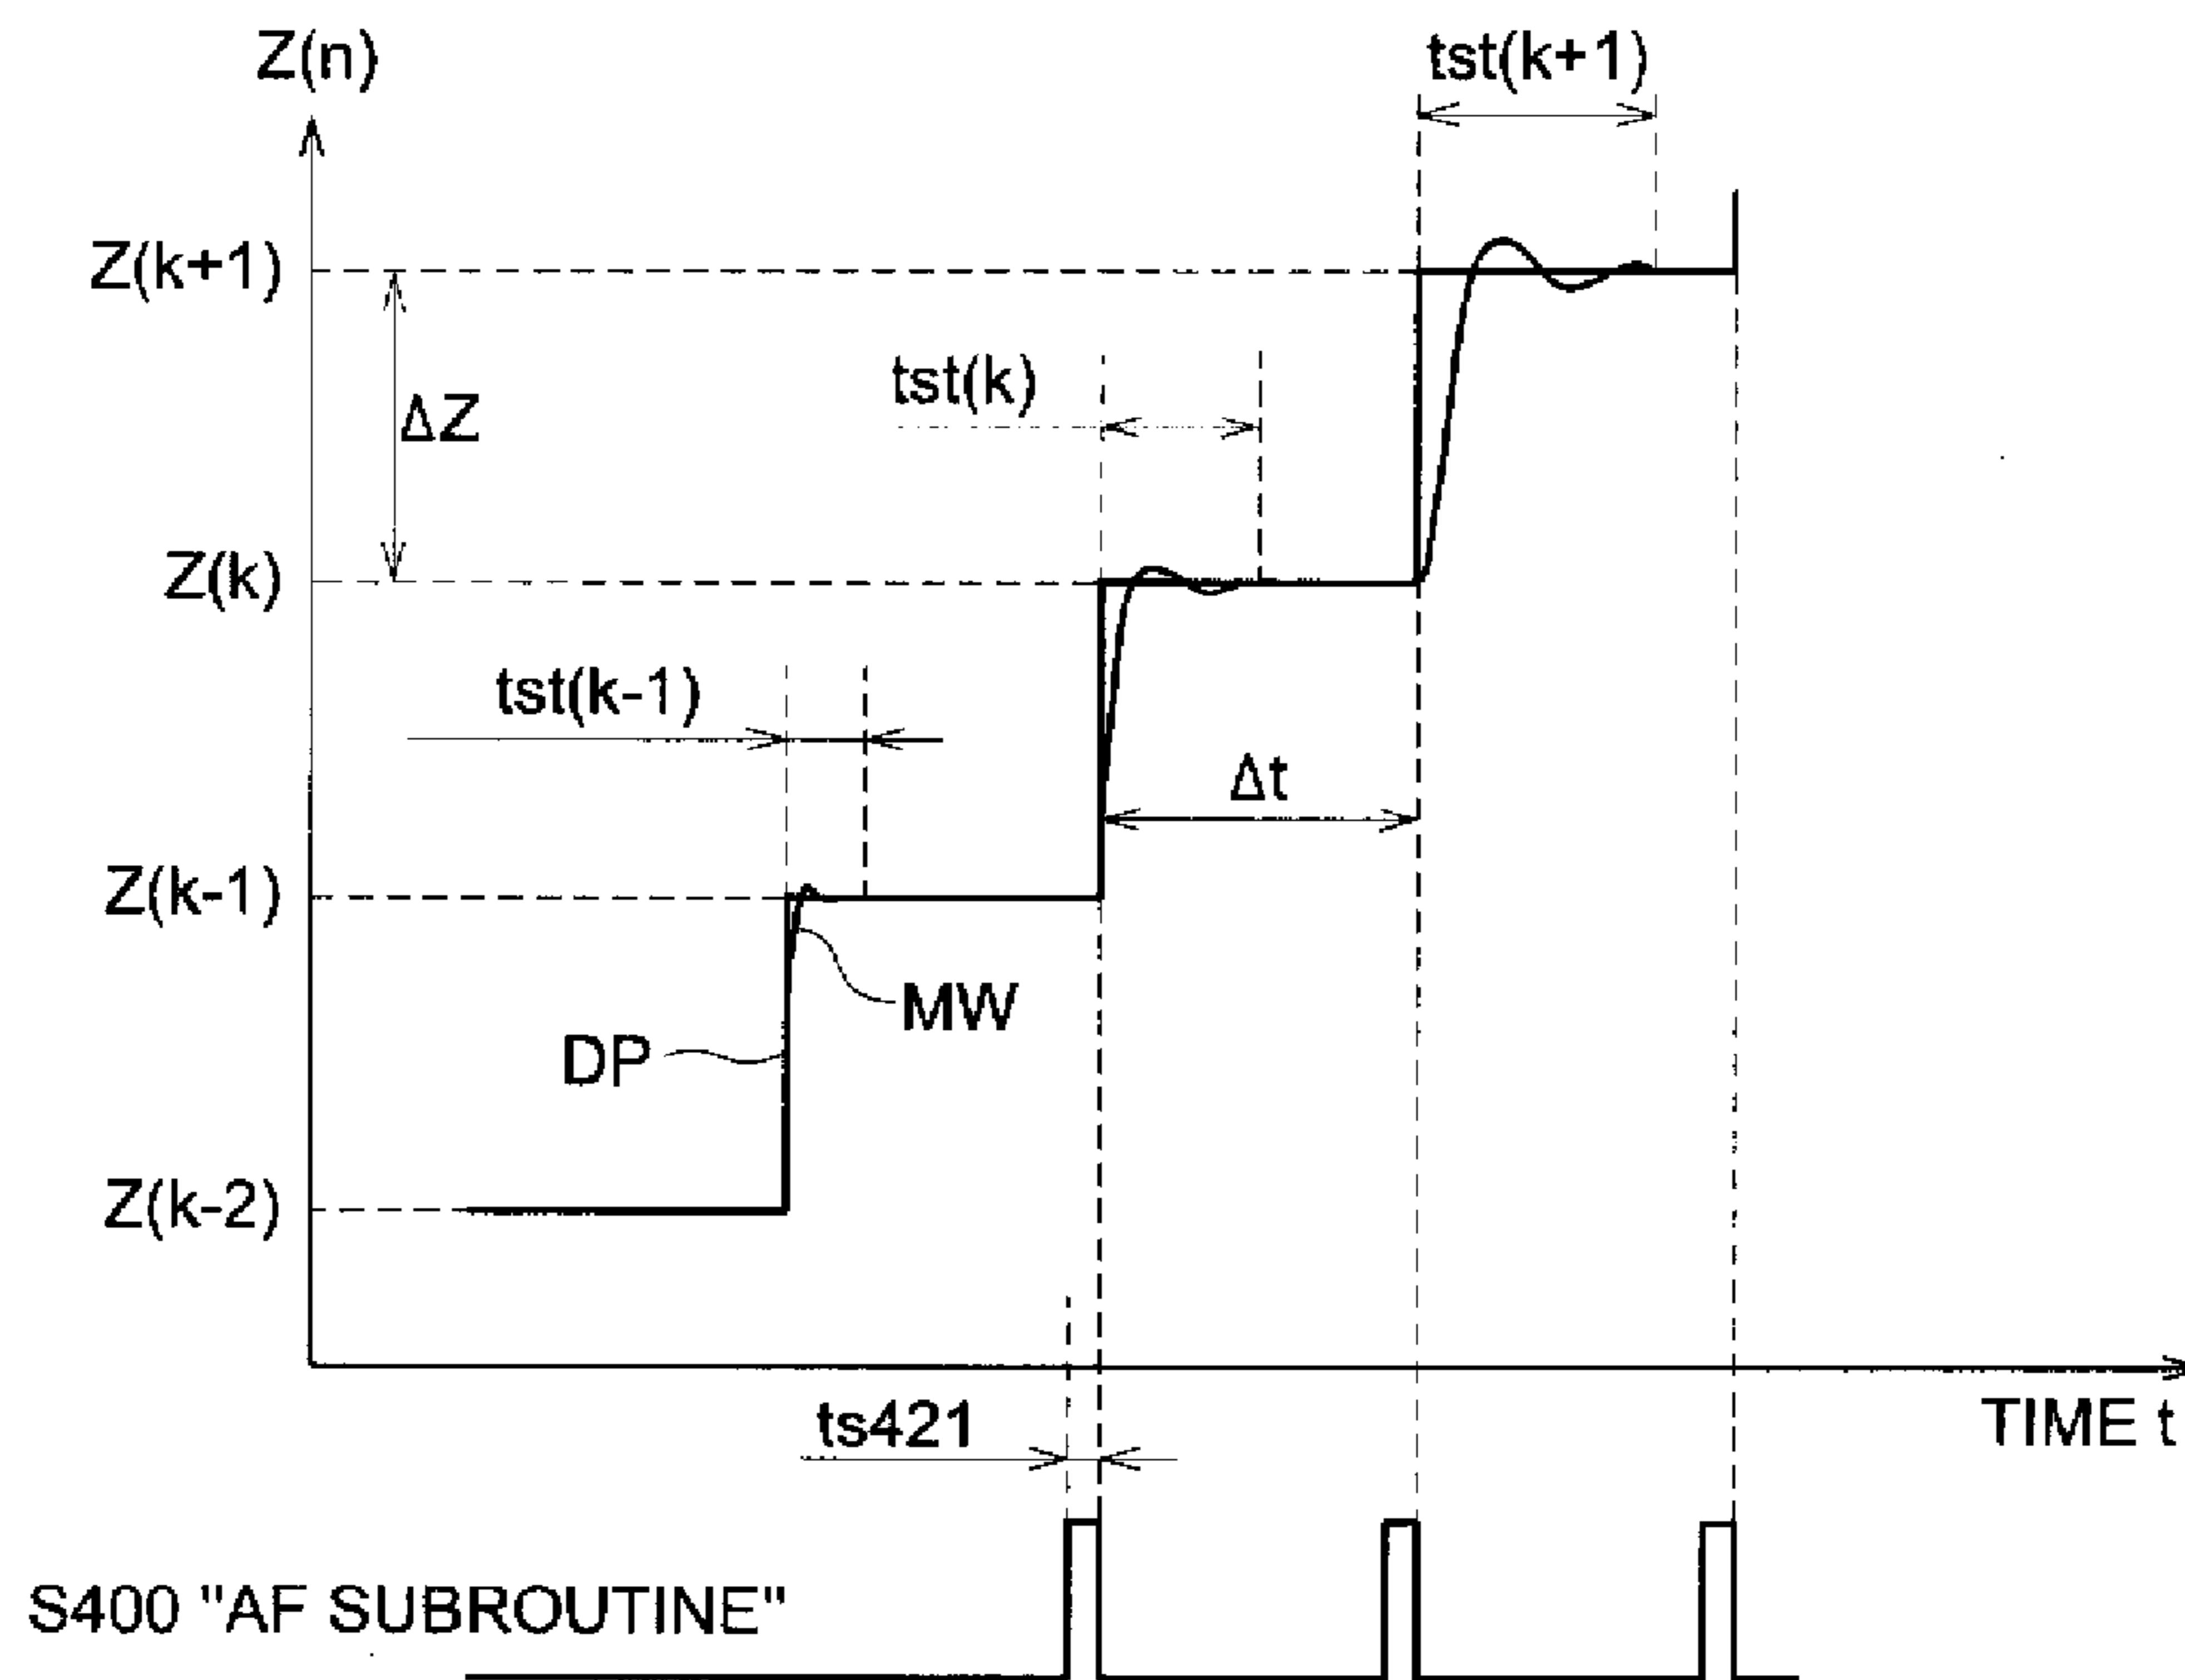 Z(n)
tst(k+1)
Z(k+1)
tst(k)
ΔZ
Z(k)
tst(k-1)
Δt
Z(k-1)
MW
DP
Z(k-2)
TIME t
ts421
S400 "AF SUBROUTINE"